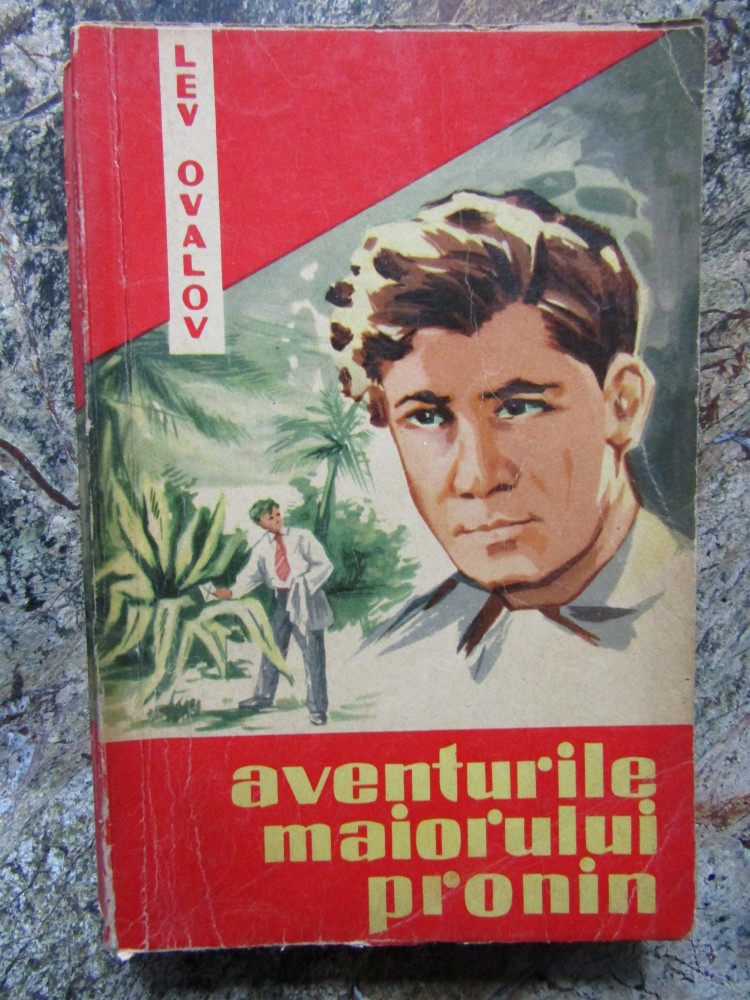 LEV OVALOV
aventurile
maiorului
pronin